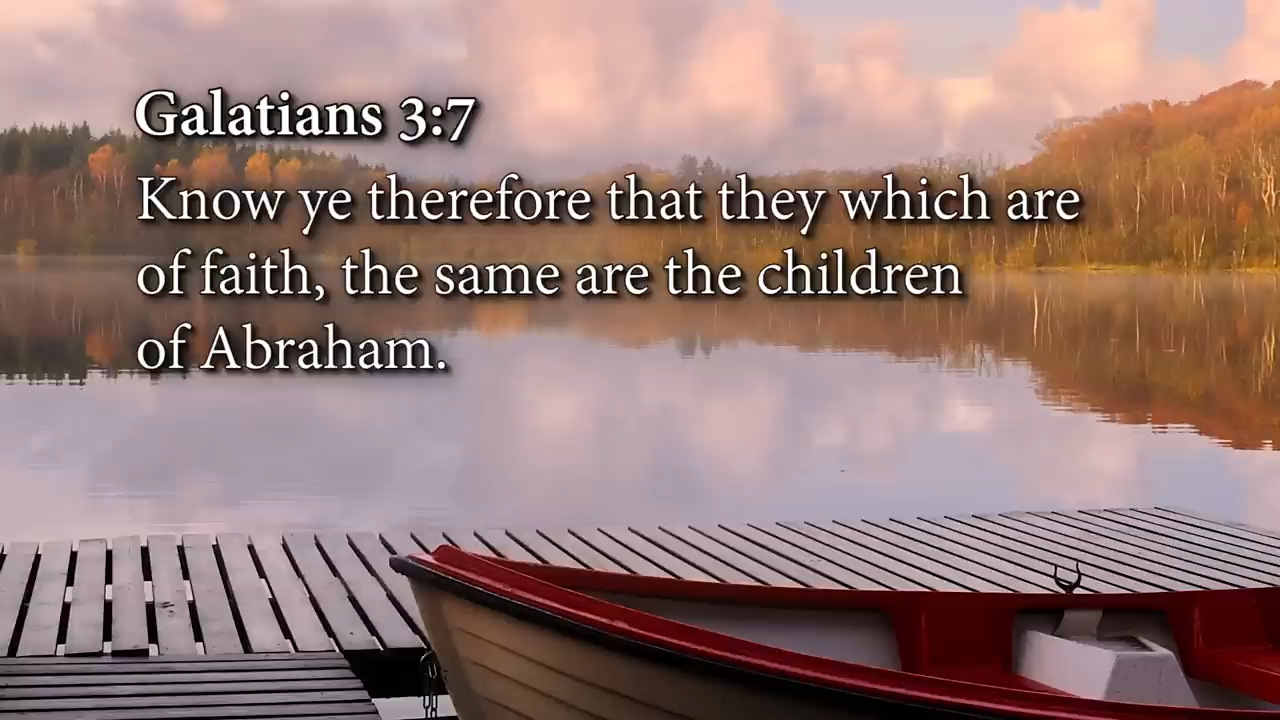 Galatians 3:7
Know ye therefore that they which are
of faith, the same are the children
of Abraham.